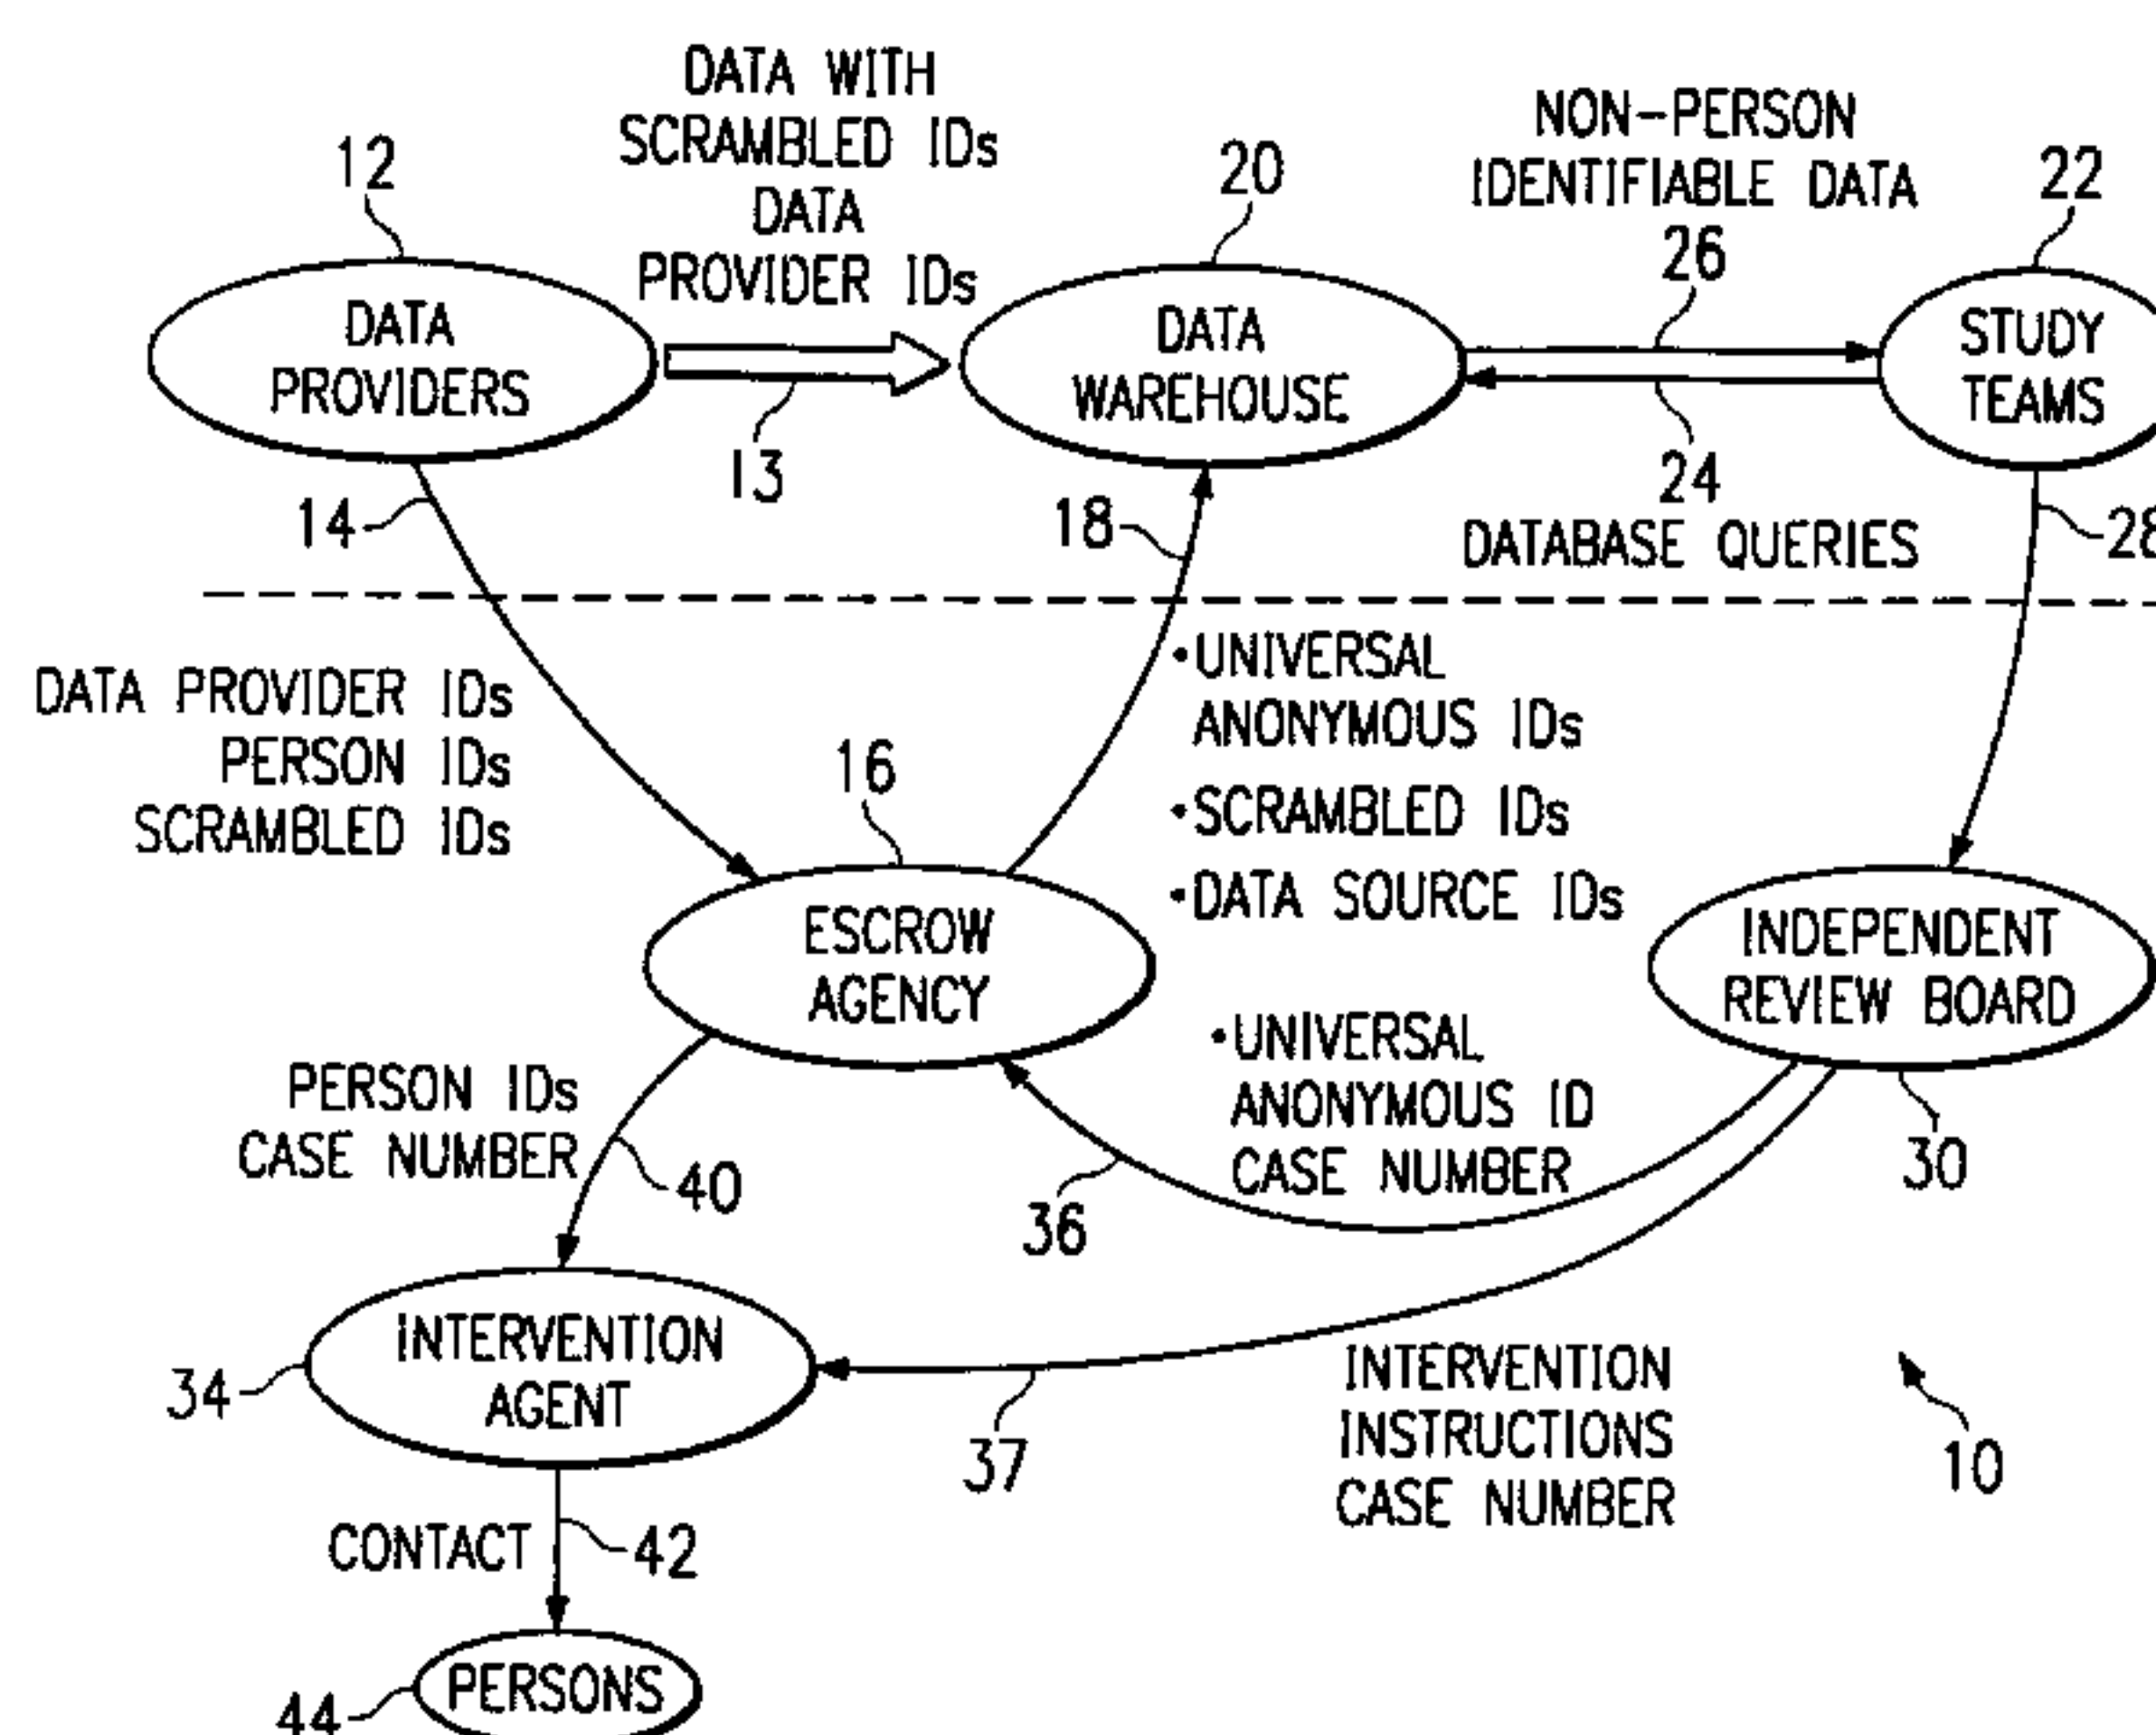 DATA WITH
SCRAMBLED IDs
DATA
PROVIDER IDs
NON-PERSON
IDENTIFIABLE DATA
12
20
22
26
DATA
PROVIDERS
DATA
WAREHOUSE
STUDY
TEAMS
13
24
14
18
28
DATABASE QUERIES
DATA PROVIDER IDs
PERSON IDs
SCRAMBLED IDs
•UNIVERSAL
ANONYMOUS IDs
•SCRAMBLED IDs
•DATA SOURCE IDs
16
ESCROW
AGENCY
INDEPENDENT
REVIEW BOARD
30
PERSON IDs
CASE NUMBER
40
•UNIVERSAL
ANONYMOUS ID
CASE NUMBER
36
INTERVENTION
AGENT
34
37
INTERVENTION
INSTRUCTIONS
CASE NUMBER
10
CONTACT
42
PERSONS
44